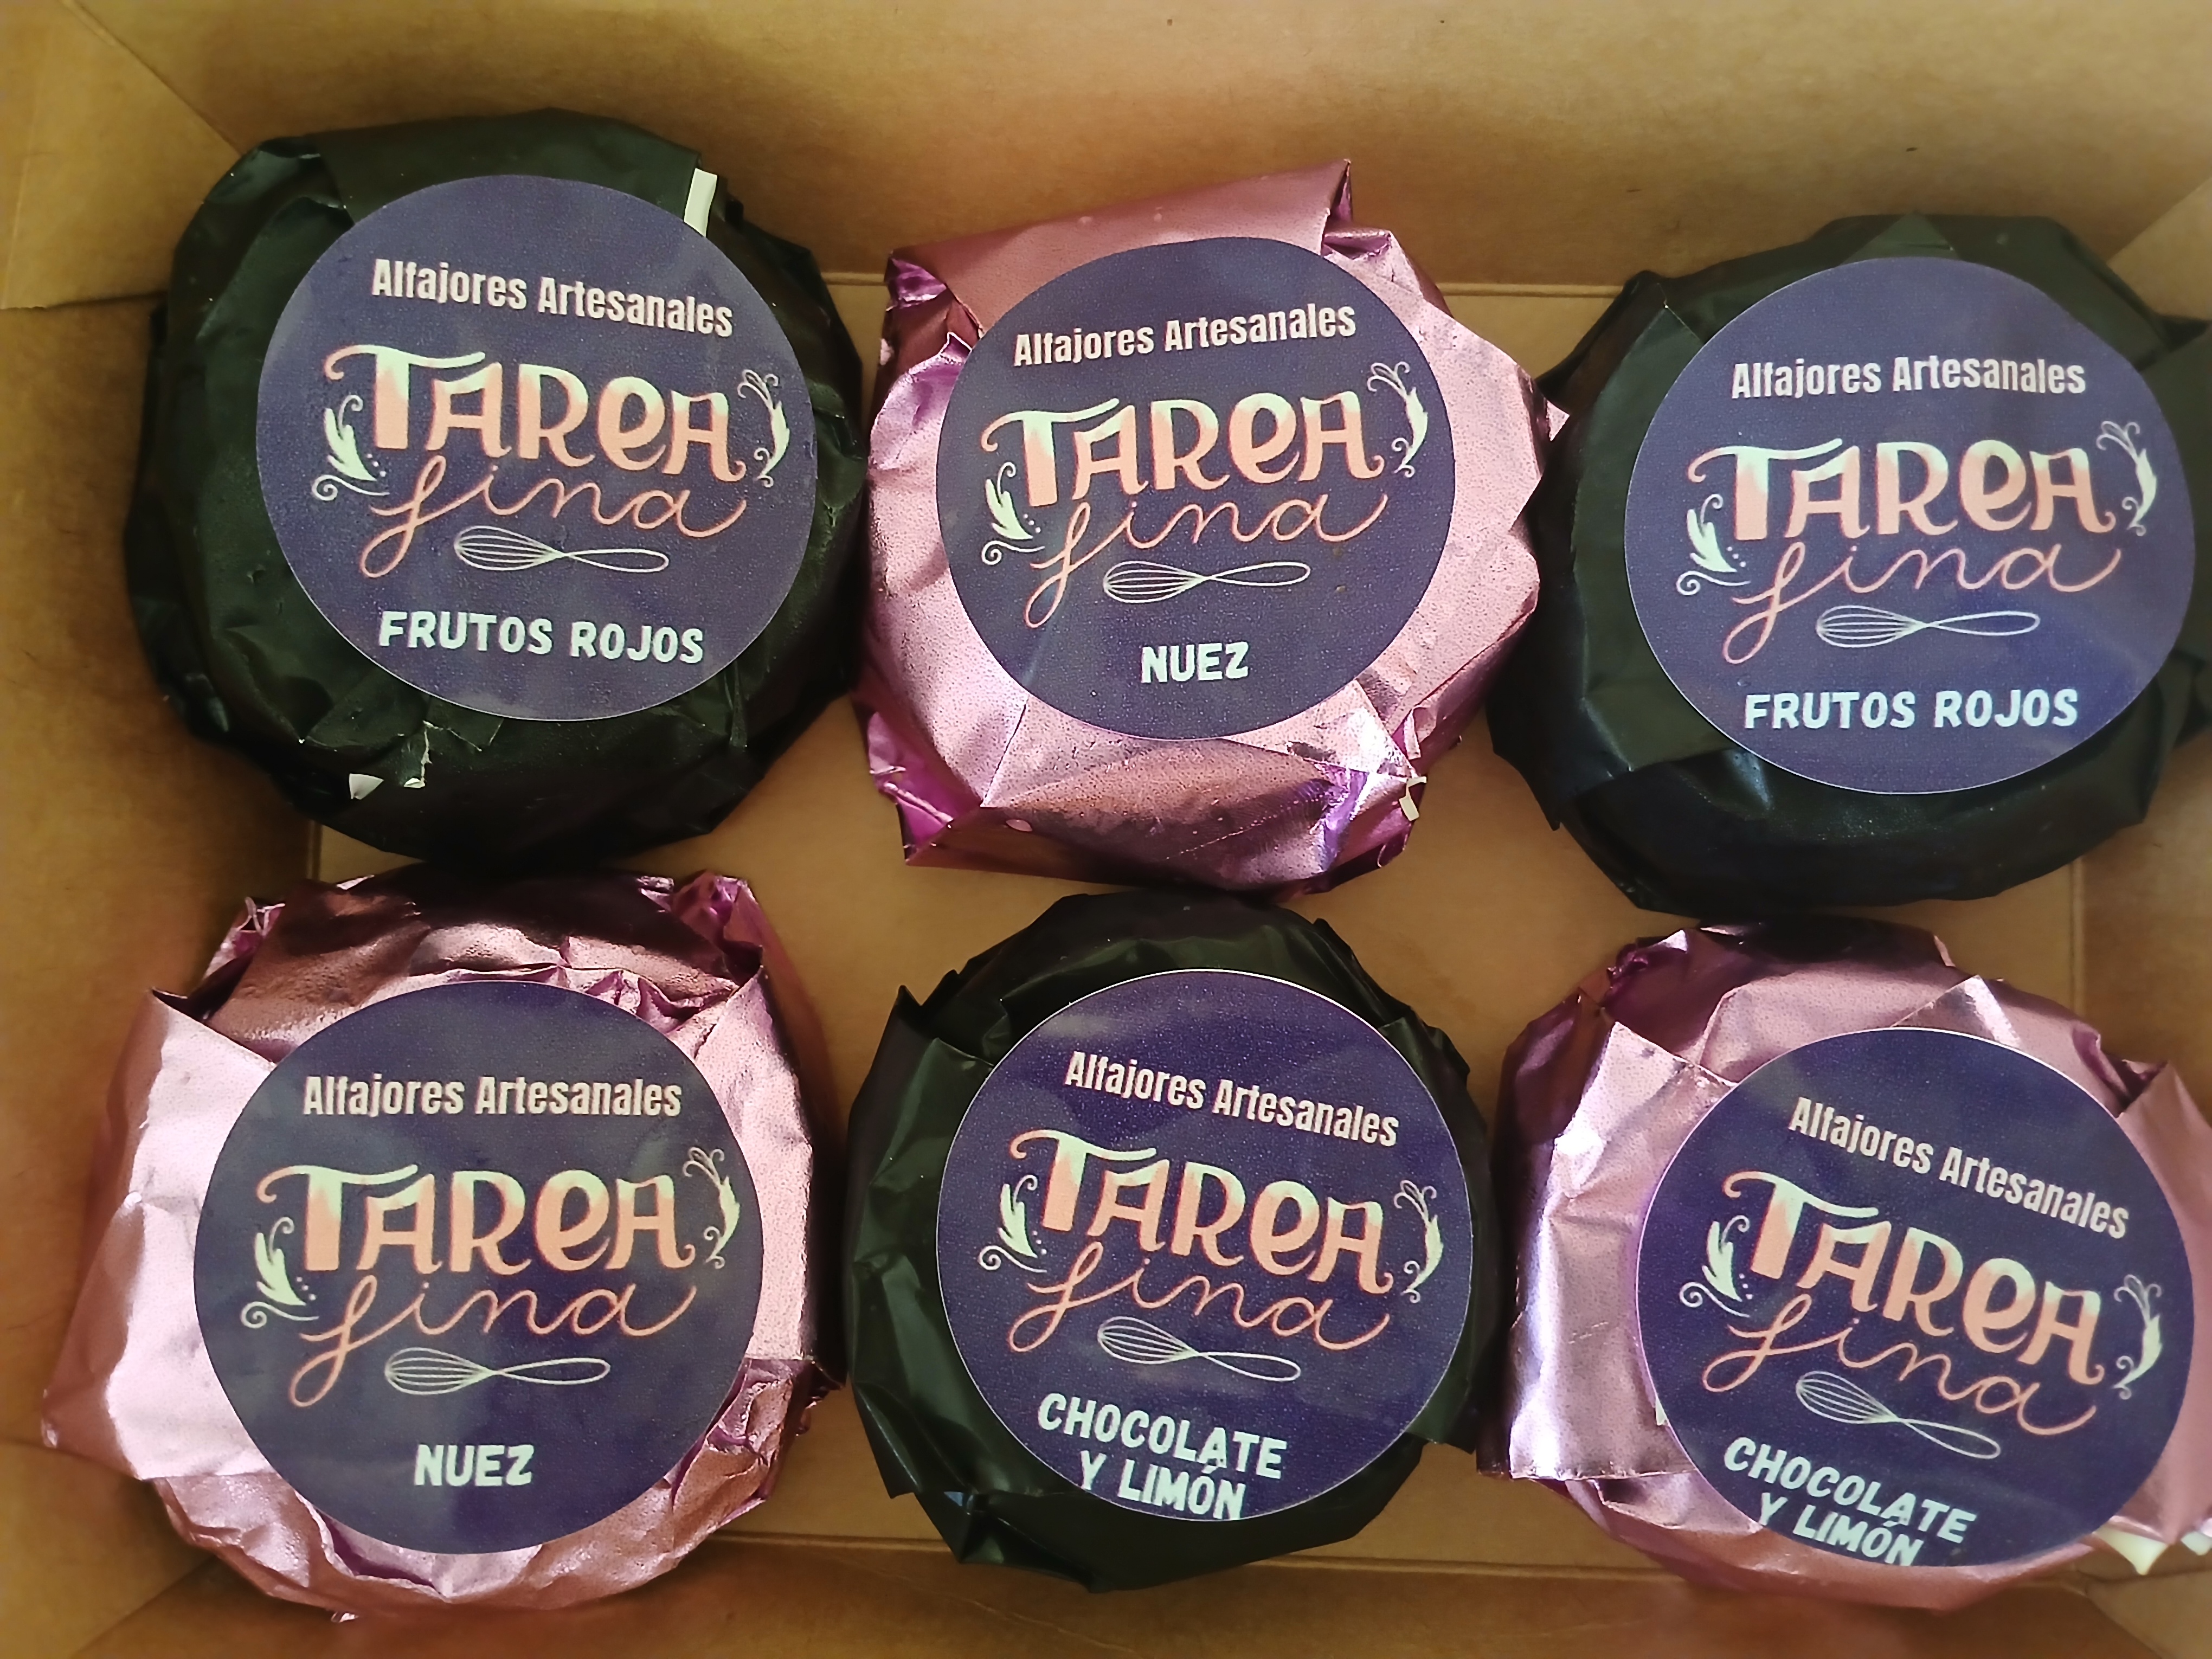 Alfajores Artesanales
TAREA
fina
FRUTOS ROJOS
Alfajores Artesanales
TAREA
fina
NUEZ
Alfajores Artesanales
TAREA
fina
FRUTOS ROJOS
Alfajores Artesanales
TAREA
fina
NUEZ
Alfajores Artesanales
TAREA
fina
CHOCOLATE
Y LIMÓN
Alfajores Artesanales
TAREA
fina
CHOCOLATE
Y LIMÓN